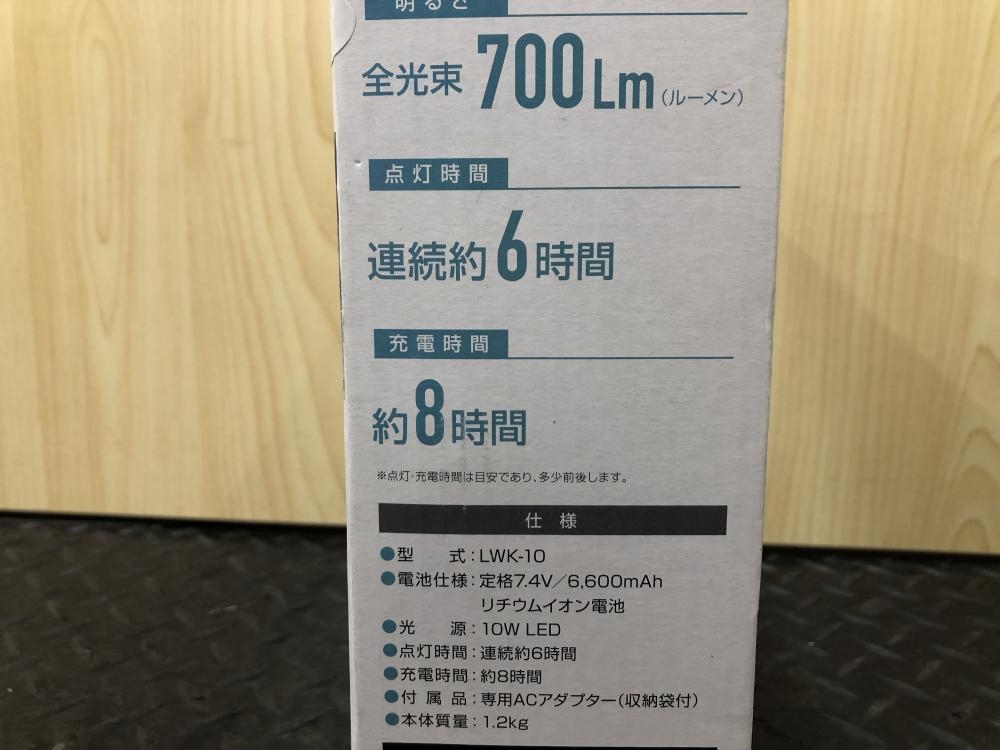 明るさ
全光束 700Lm(ルーメン)
点灯時間
連続約6時間
充電時間
約8時間
※点灯・充電時間は目安であり、多少前後します。
仕様
●型　式：LWK-10
●電池仕様：定格7.4V／6,600mAh
リチウムイオン電池
●光　源：10W LED
●点灯時間：連続約6時間
●充電時間：約8時間
●付属品：専用ACアダプター(収納袋付)
●本体質量：1.2kg